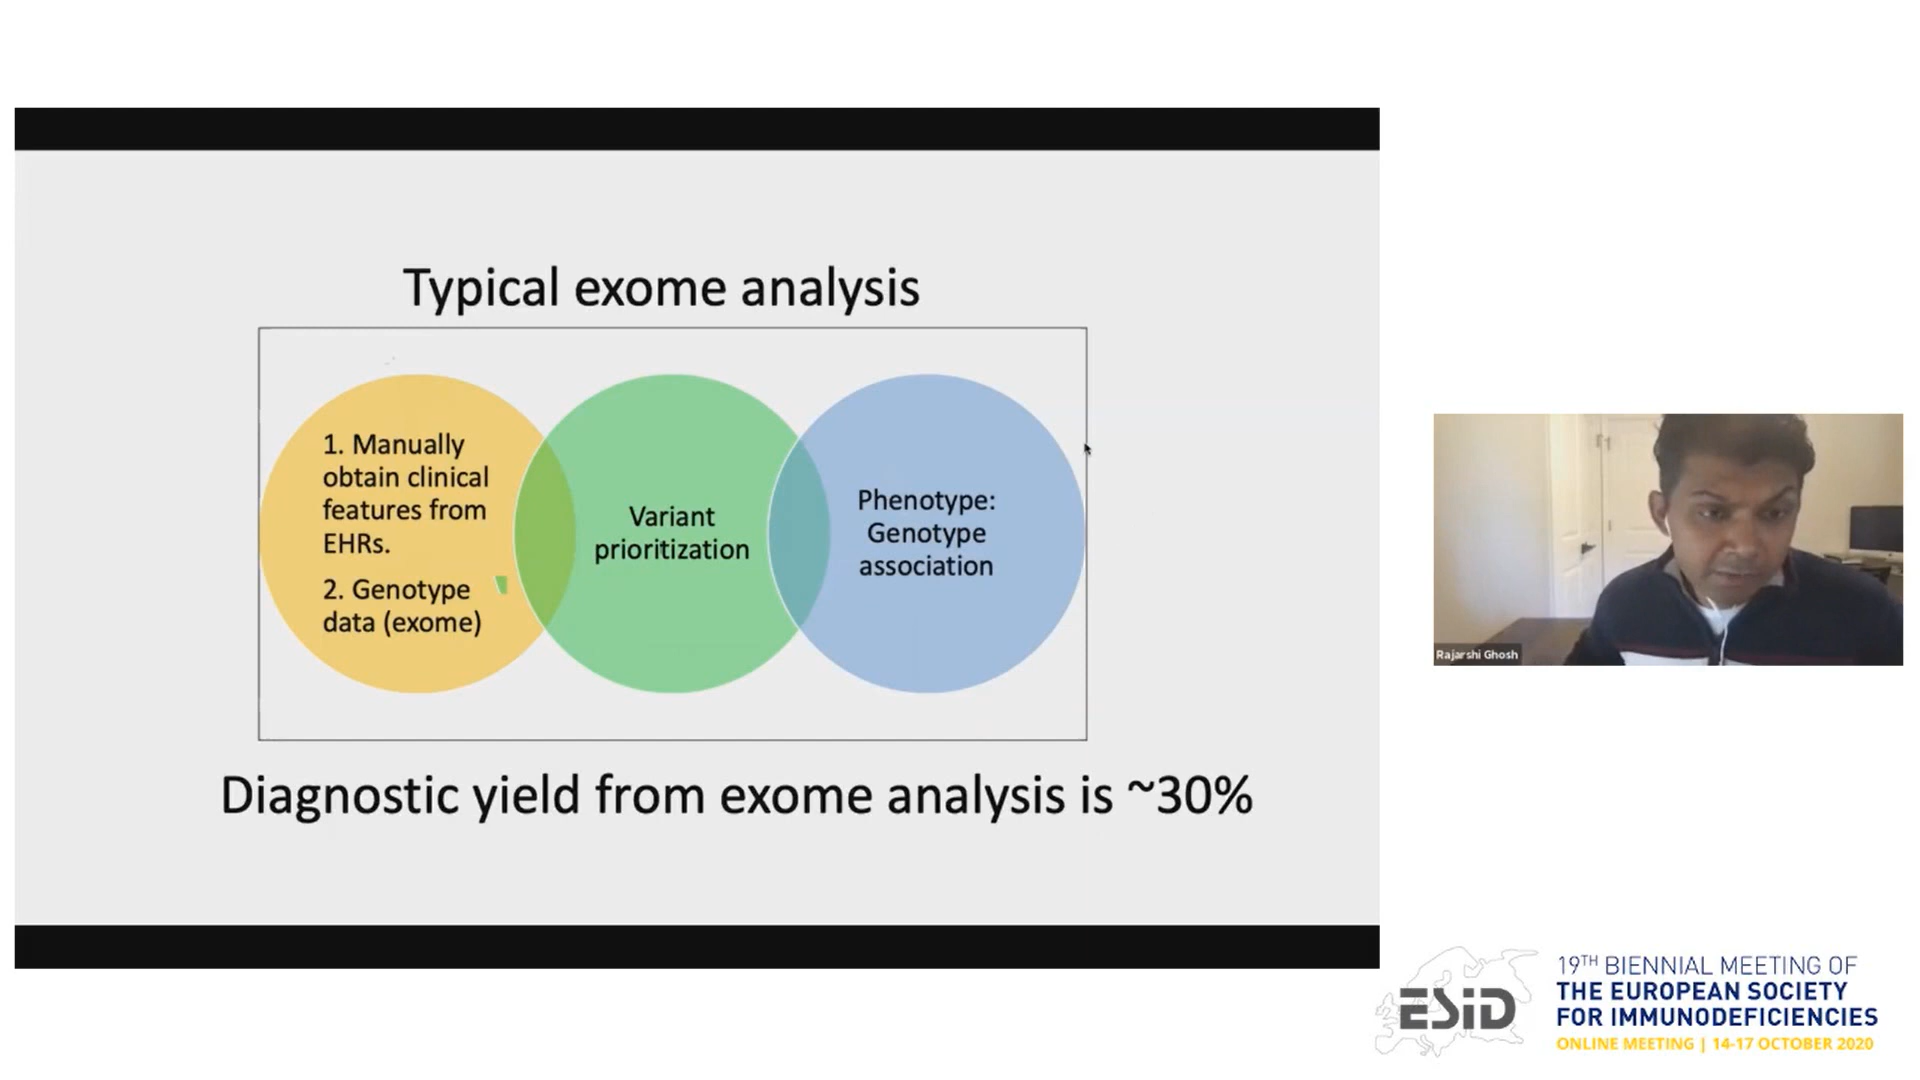 Typical exome analysis
1. Manually
obtain clinical
features from
EHRs.
2. Genotype
data (exome)
Variant
prioritization
Phenotype:
Genotype
association
Diagnostic yield from exome analysis is ~30%
Rajarshi Ghosh
ESiD
19TH BIENNIAL MEETING OF
THE EUROPEAN SOCIETY
FOR IMMUNODEFICIENCIES
ONLINE MEETING | 14-17 OCTOBER 2020